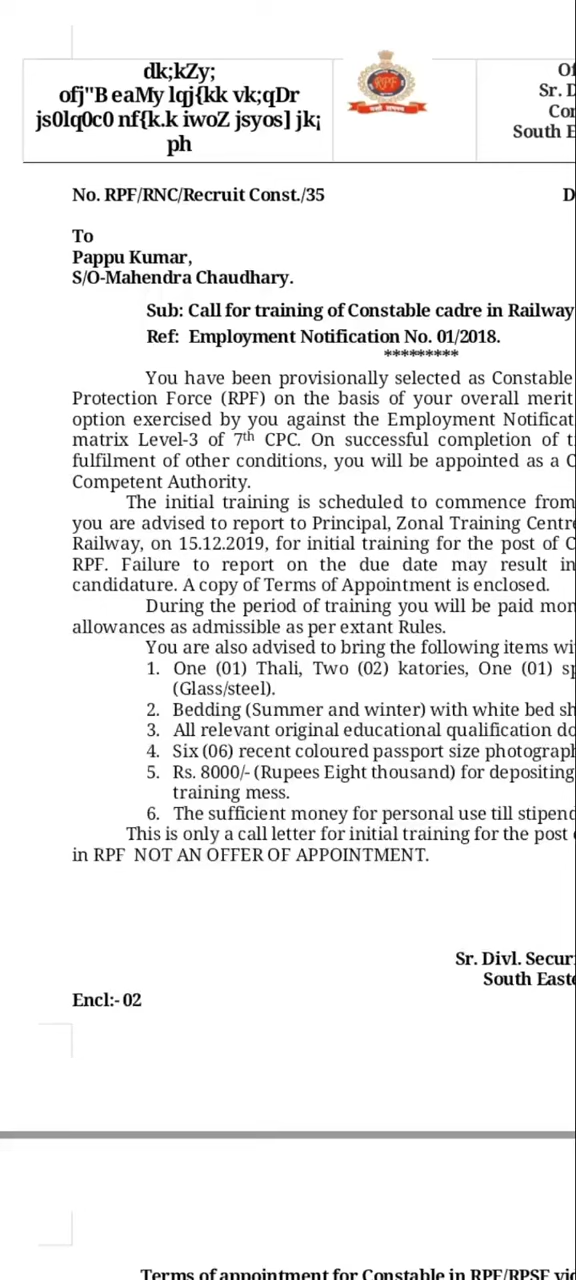 dk;kZy;
ofj"B eaMy lqj{kk vk;qDr
js0lq0c0 nf{k.k iwoZ jsyos] jk¡
ph
RPF
Of
Sr. D
Cor
South E
No. RPF/RNC/Recruit Const./35 D
To
Pappu Kumar,
S/O-Mahendra Chaudhary.
Sub: Call for training of Constable cadre in Railway
Ref: Employment Notification No. 01/2018.
*********
You have been provisionally selected as Constable
Protection Force (RPF) on the basis of your overall merit
option exercised by you against the Employment Notificat
matrix Level-3 of 7th CPC. On successful completion of t
fulfilment of other conditions, you will be appointed as a C
Competent Authority.
The initial training is scheduled to commence from
you are advised to report to Principal, Zonal Training Centre
Railway, on 15.12.2019, for initial training for the post of C
RPF. Failure to report on the due date may result in
candidature. A copy of Terms of Appointment is enclosed.
During the period of training you will be paid mon
allowances as admissible as per extant Rules.
You are also advised to bring the following items wi
1. One (01) Thali, Two (02) katories, One (01) sp
(Glass/steel).
2. Bedding (Summer and winter) with white bed sh
3. All relevant original educational qualification do
4. Six (06) recent coloured passport size photograph
5. Rs. 8000/- (Rupees Eight thousand) for depositing
training mess.
6. The sufficient money for personal use till stipend
This is only a call letter for initial training for the post
in RPF NOT AN OFFER OF APPOINTMENT.
Sr. Divl. Secur
South Easte
Encl:- 02
Terms of appointment for Constable in RPF/RPSF vid